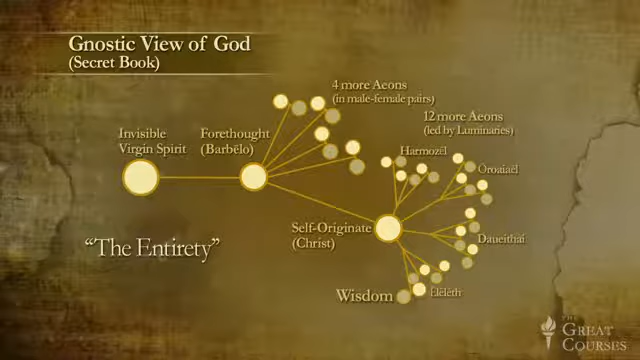 Gnostic View of God
(Secret Book)
4 more Aeons
(in male-female pairs)
12 more Aeons
(led by Luminaries)
Invisible
Virgin Spirit
Forethought
(Barbēlo)
Harmozēl
Ōroiaēl
Self-Originate
(Christ)
Daueithai
"The Entirety"
Wisdom
Ēlēlēth
THE
GREAT
COURSES